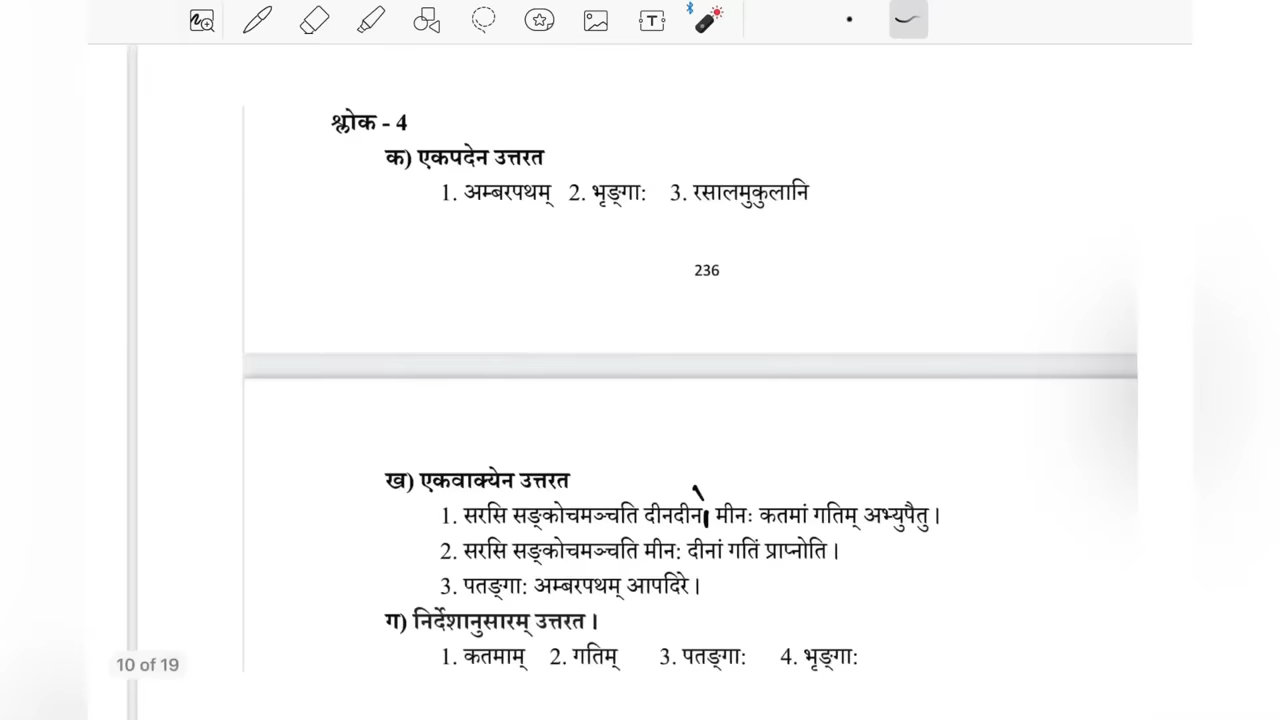 श्लोक - 4
क) एकपदेन उत्तरत
1. अम्बरपथम् 2. भृङ्गा: 3. रसालमुकुलानि
236
ख) एकवाक्येन उत्तरत
1. सरसि सङ्कोचमञ्चति दीनदीनो मीनः कतमां गतिम् अभ्युपैतु।
2. सरसि सङ्कोचमञ्चति मीन: दीनां गतिं प्राप्नोति।
3. पतङ्गा: अम्बरपथम् आपदिरे।
ग) निर्देशानुसारम् उत्तरत।
1. कतमाम् 2. गतिम् 3. पतङ्गा: 4. भृङ्गा:
10 of 19